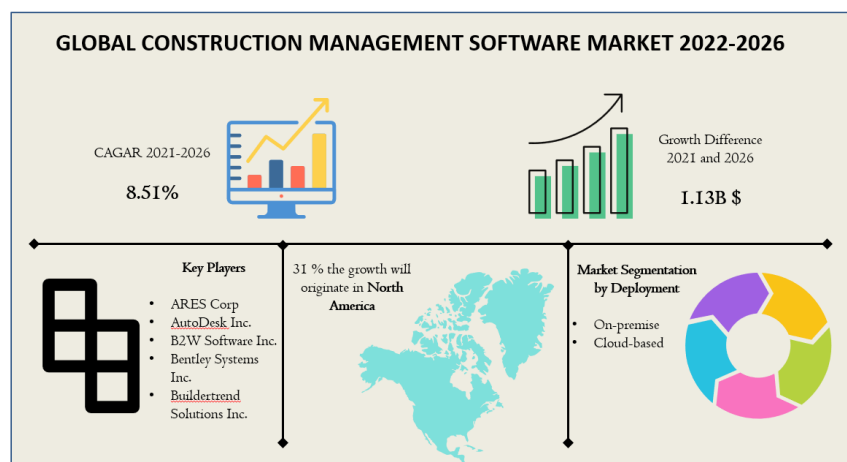 GLOBAL CONSTRUCTION MANAGEMENT SOFTWARE MARKET 2022-2026
CAGAR 2021-2026
8.51%
Growth Difference
2021 and 2026
1.13B $
Key Players
• ARES Corp
• AutoDesk Inc.
• B2W Software Inc.
• Bentley Systems
Inc.
• Buildertrend
Solutions Inc.
31 % the growth will
originate in North
America
Market Segmentation
by Deployment
• On-premise
• Cloud-based